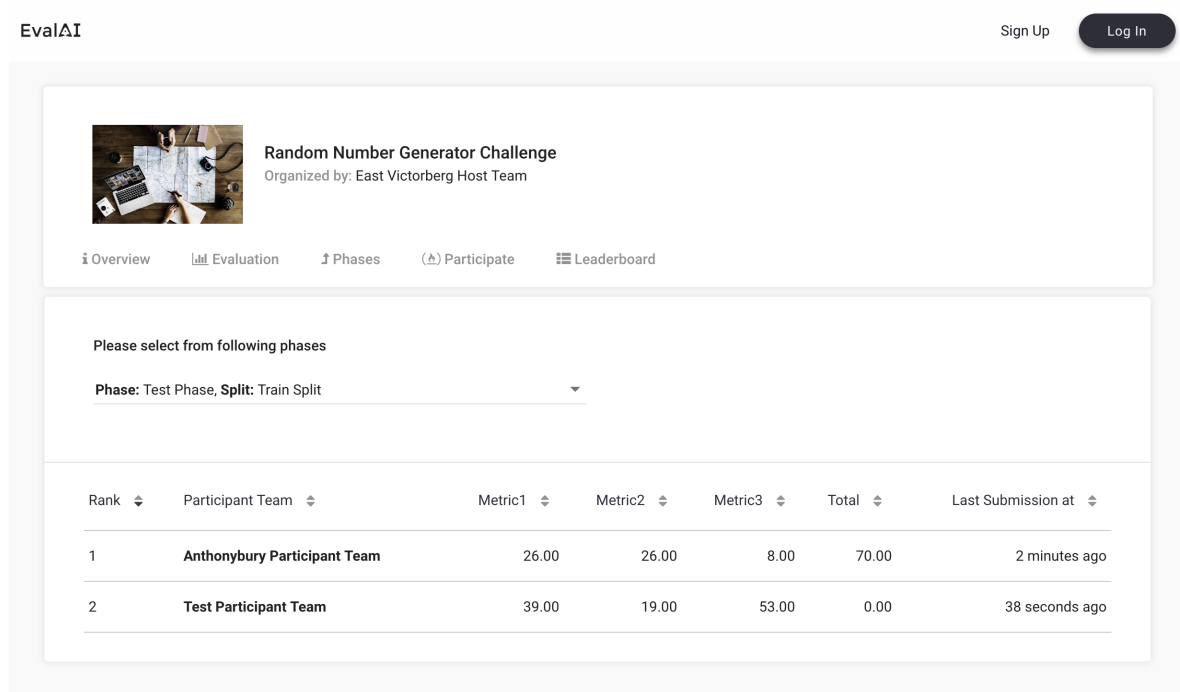 EvalAI Sign Up Log In
Random Number Generator Challenge
Organized by: East Victorberg Host Team
Overview Evaluation Phases Participate Leaderboard
Please select from following phases
Phase: Test Phase, Split: Train Split
Rank Participant Team Metric1 Metric2 Metric3 Total Last Submission at
1 Anthonybury Participant Team 26.00 26.00 8.00 70.00 2 minutes ago
2 Test Participant Team 39.00 19.00 53.00 0.00 38 seconds ago